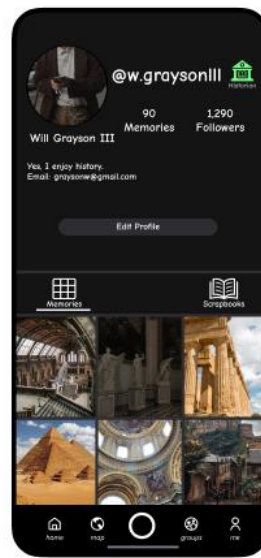 @w.graysonlll
Historian
90 1,290
Memories Followers
Will Grayson III
Yes, I enjoy history.
Email: graysonw@gmail.com
Edit Profile
Memories Scrapbooks
home map groups me